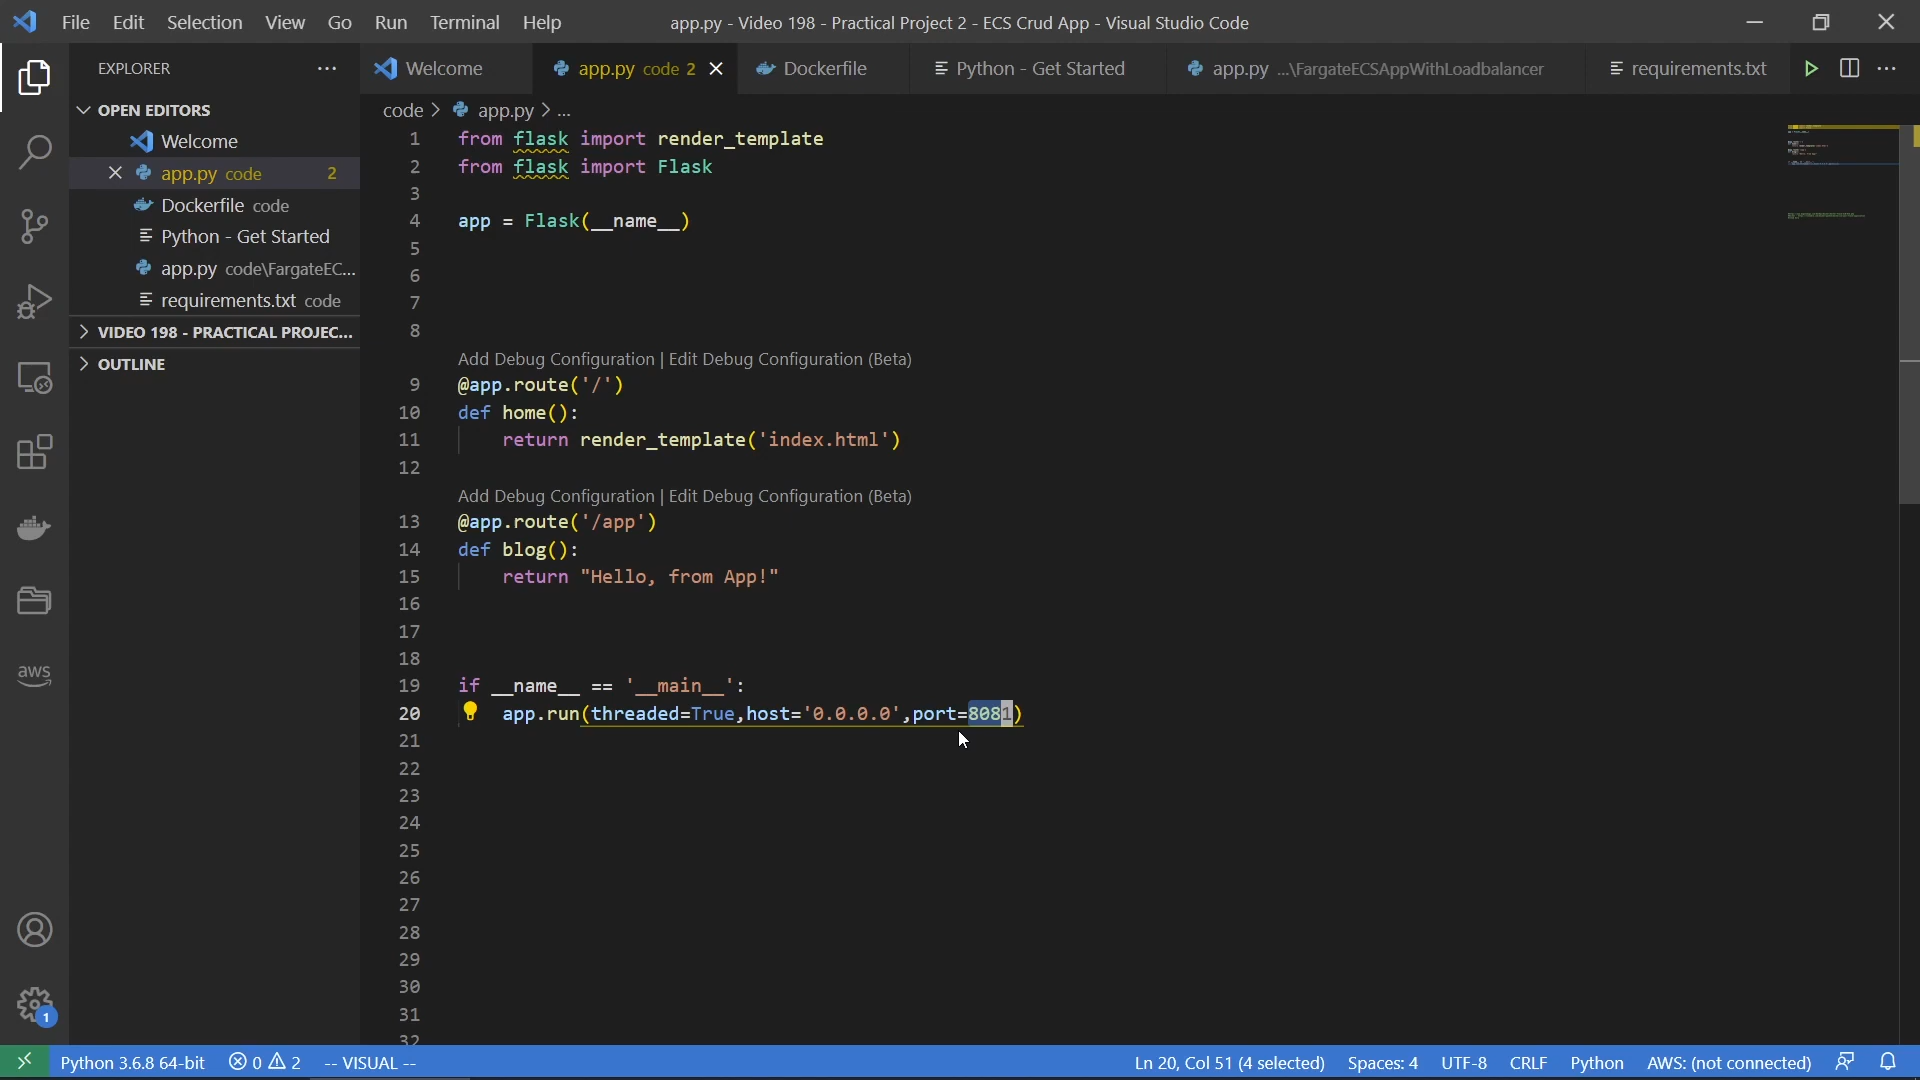 File Edit Selection View Go Run Terminal Help
app.py - Video 198 - Practical Project 2 - ECS Crud App - Visual Studio Code
EXPLORER
Welcome
app.py code 2
Dockerfile
Python - Get Started
app.py ...\FargateECSAppWithLoadbalancer
requirements.txt
OPEN EDITORS
Welcome
app.py code 2
Dockerfile code
Python - Get Started
app.py code\FargateEC...
requirements.txt code
VIDEO 198 - PRACTICAL PROJEC...
OUTLINE
aws
1
code > app.py > ...
1 from flask import render_template
2 from flask import Flask
3
4 app = Flask(__name__)
5
6
7
8
Add Debug Configuration | Edit Debug Configuration (Beta)
9 @app.route('/')
10 def home():
11 return render_template('index.html')
12
Add Debug Configuration | Edit Debug Configuration (Beta)
13 @app.route('/app')
14 def blog():
15 return "Hello, from App!"
16
17
18
19 if __name__ == '__main__':
20 app.run(threaded=True,host='0.0.0.0',port=8081)
21
22
23
24
25
26
27
28
29
30
31
32
Python 3.6.8 64-bit 0 2 -- VISUAL -- Ln 20, Col 51 (4 selected) Spaces: 4 UTF-8 CRLF Python AWS: (not connected)